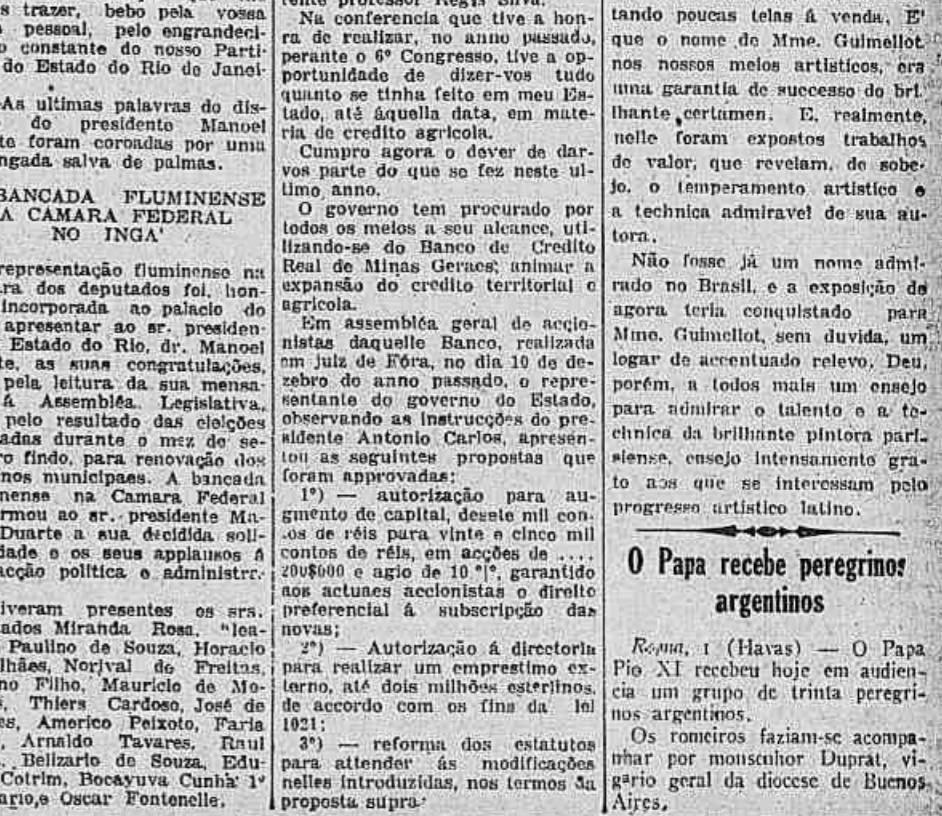 s trazer, bebo pela vossa
pessoal, pelo engrandeci-
o constante do nosso Parti-
do Estado do Rio de Janei-
As ultimas palavras do dis-
do presidente Manoel
te foram coroadas por uma
ngada salva de palmas.
BANCADA FLUMINENSE
A CAMARA FEDERAL
NO INGA'
representação fluminense na
ra dos deputados foi, hon-
incorporada ao palacio do
apresentar ao sr. presiden-
Estado do Rio, dr. Manoel
te, as suas congratulações,
pela leitura da sua mensa-
á Assembléa Legislativa,
pelo resultado das eleições
adas durante o mez de se-
ro findo, para renovação dos
nos municipaes. A bancada
nense na Camara Federal
rmou ao sr. presidente Ma-
Duarte a sua decidida soli-
dade e os seus applausos á
acção politica e administr-
iveram presentes os srs.
ados Miranda Rosa, "lea-
Paulino de Souza, Horacio
lhães, Norival de Freitas,
no Filho, Mauricio de Mo-
s, Thiers Cardoso, José de
es, Americo Peixoto, Faria
, Arnaldo Tavares, Raul
, Belizario de Souza, Edu-
Cotrim, Bocayuva Cunha 1º
ario,e Oscar Fontenelle.
rente professor Regis Silva.
Na conferencia que tive a hon-
ra de realizar, no anno passado,
perante o 6º Congresso, tive a op-
portunidade de dizer-vos tudo
quanto se tinha feito em meu Es-
tado, até áquella data, em mate-
ria de credito agricola.
Cumpro agora o dever de dar-
vos parte do que se fez neste ul-
timo anno.
O governo tem procurado por
todos os meios a seu alcance, uti-
lizando-se do Banco de Credito
Real de Minas Geraes; animar a
expansão do credito territorial e
agricola.
Em assembléa geral de accio-
nistas daquelle Banco, realizada
em juiz de Fóra, no dia 10 de de-
zebro do anno passado, o repre-
sentante do governo do Estado,
observando as instrucções do pre-
sidente Antonio Carlos, apresen-
tou as seguintes propostas que
foram approvadas:
1º) — autorização para au-
gmento de capital, desete mil con-
tos de réis para vinte e cinco mil
contos de réis, em acções de ....
200$000 e agio de 10 º|º, garantido
aos actuaes accionistas o direito
preferencial á subscripção das
novas;
2º) — Autorização á directoria
para realizar um emprestimo ex-
terno, até dois milhões esterlinos,
de accordo com os fins da lei
1021;
3º) — reforma dos estatutos
para attender ás modificações
nelles introduzidas, nos termos da
proposta supra:
tando poucas telas á venda. E'
que o nome de Mme. Guimellot,
nos nossos meios artisticos, era
uma garantia de successo do bri-
lhante certamen. E, realmente,
nelle foram expostos trabalhos
de valor, que revelam, de sobe-
jo, o temperamento artistico e
a technica admiravel de sua au-
tora.
Não fosse já um nome admi-
rado no Brasil, e a exposição de
agora teria conquistado para
Mme. Guimellot, sem duvida, um
logar de accentuado relevo. Deu,
porém, a todos mais um ensejo
para admirar o talento e a te-
chnica da brilhante pintora pari-
siense, ensejo intensamente gra-
to aos que se interessam pelo
progresso artistico latino.
O Papa recebe peregrinos
argentinos
Roma, 1 (Havas) — O Papa
Pio XI recebeu hoje em audien-
cia um grupo de trinta peregri-
nos argentinos.
Os romeiros faziam-se acompa-
nhar por monsenhor Duprat, vi-
gario geral da diocese de Buenos
Aires.